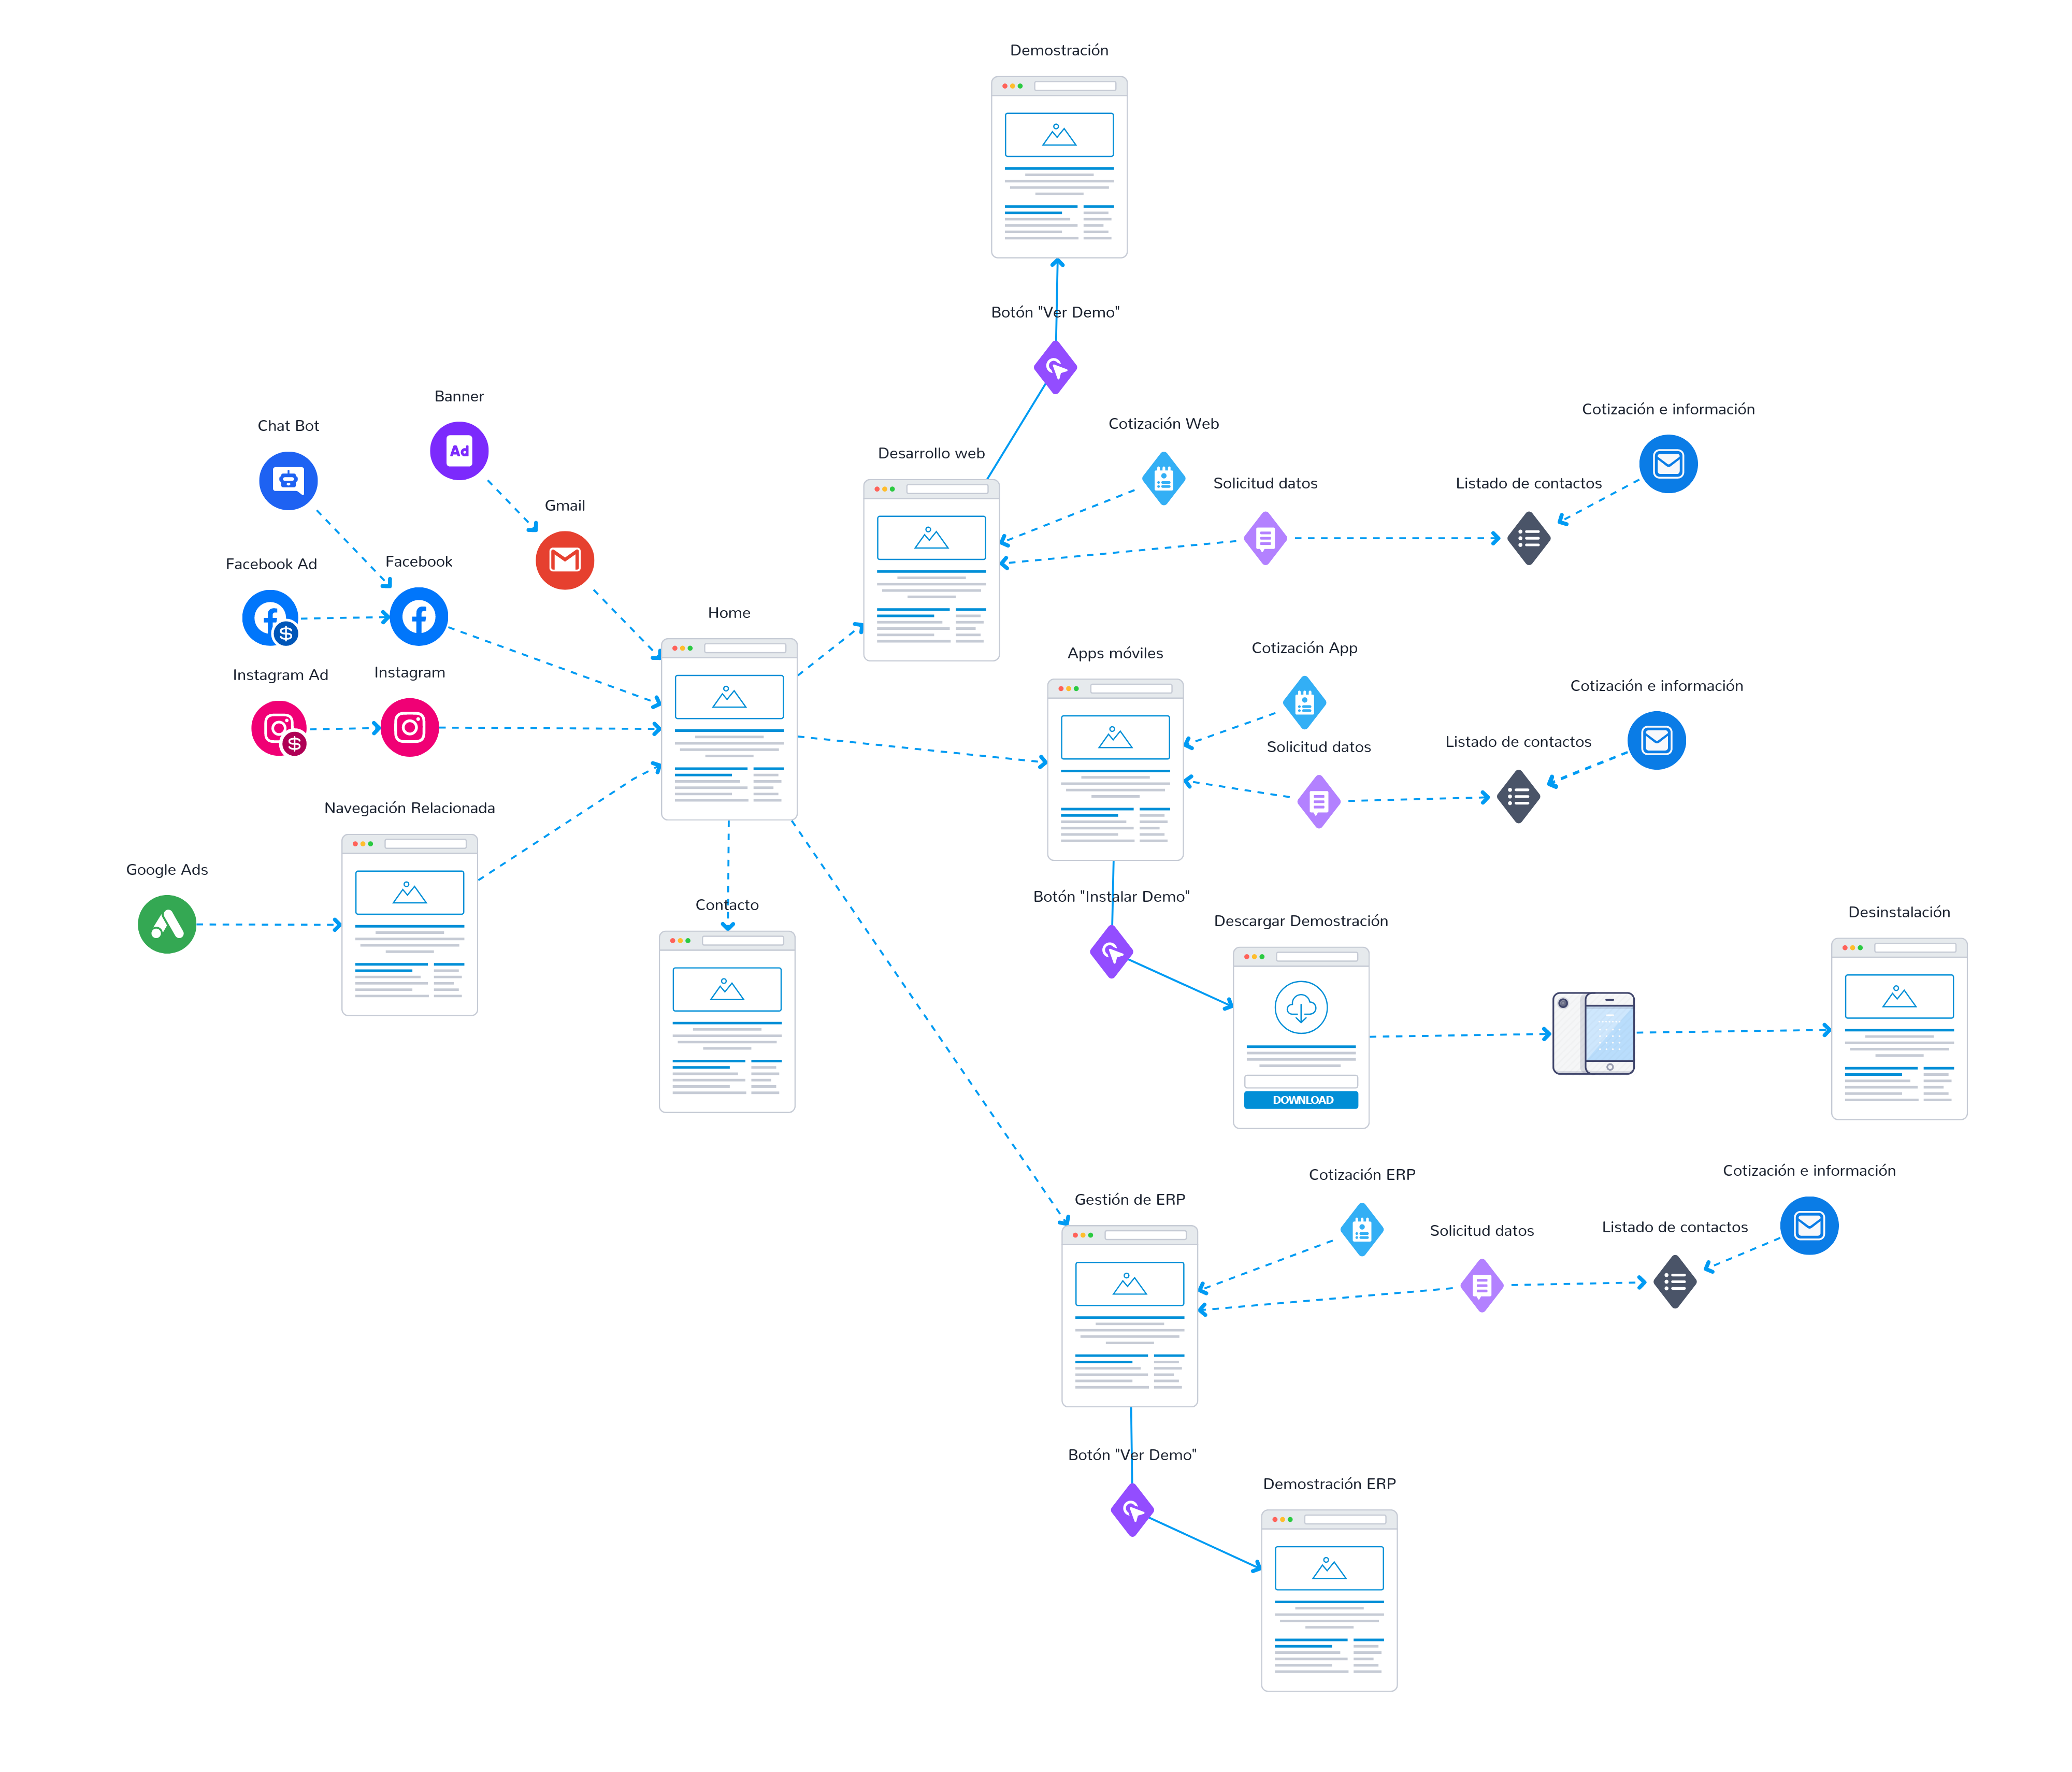 Demostración
Botón "Ver Demo"
Banner
Chat Bot
Ad
Cotización Web
Cotización e información
Desarrollo web
Solicitud datos
Listado de contactos
Gmail
Facebook Ad
Facebook
$
Home
Instagram Ad
Instagram
$
Apps móviles
Cotización App
Cotización e información
Solicitud datos
Listado de contactos
Navegación Relacionada
Google Ads
Contacto
Botón "Instalar Demo"
Descargar Demostración
Desinstalación
DOWNLOAD
Gestión de ERP
Cotización ERP
Cotización e información
Solicitud datos
Listado de contactos
Botón "Ver Demo"
Demostración ERP